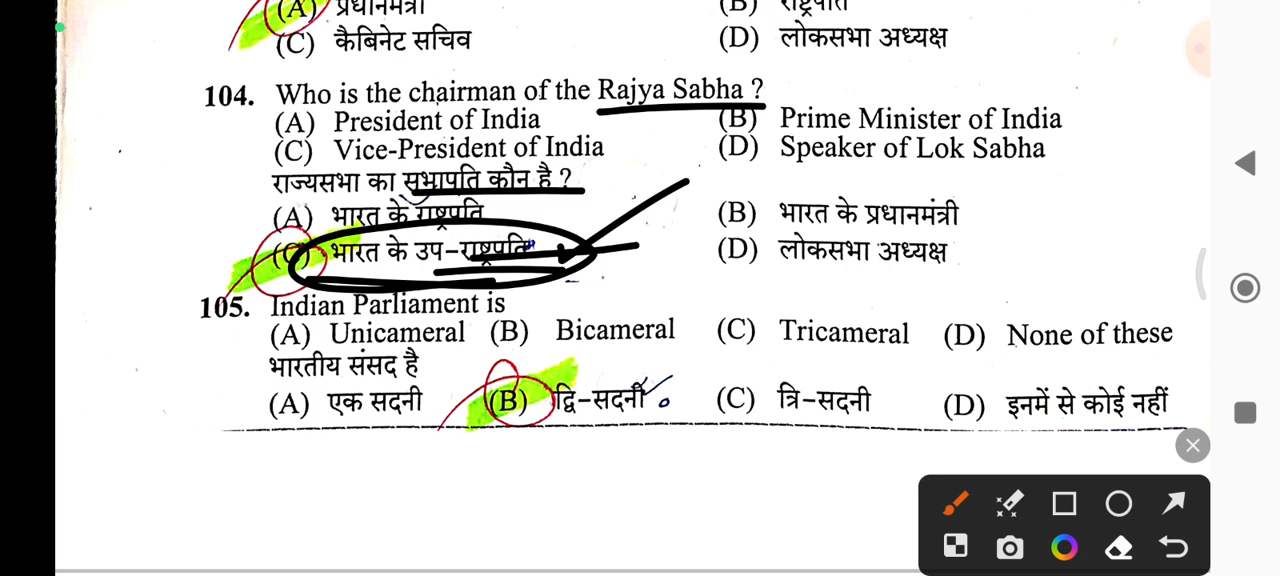 (A) प्रधानमंत्री (B) राष्ट्रपति
(C) कैबिनेट सचिव (D) लोकसभा अध्यक्ष
104. Who is the chairman of the Rajya Sabha ?
(A) President of India (B) Prime Minister of India
(C) Vice-President of India (D) Speaker of Lok Sabha
राज्यसभा का सभापति कौन है ?
(A) भारत के राष्ट्रपति (B) भारत के प्रधानमंत्री
(C) भारत के उप-राष्ट्रपति (D) लोकसभा अध्यक्ष
105. Indian Parliament is
(A) Unicameral (B) Bicameral (C) Tricameral (D) None of these
भारतीय संसद है
(A) एक सदनी (B) द्वि-सदनी (C) त्रि-सदनी (D) इनमें से कोई नहीं